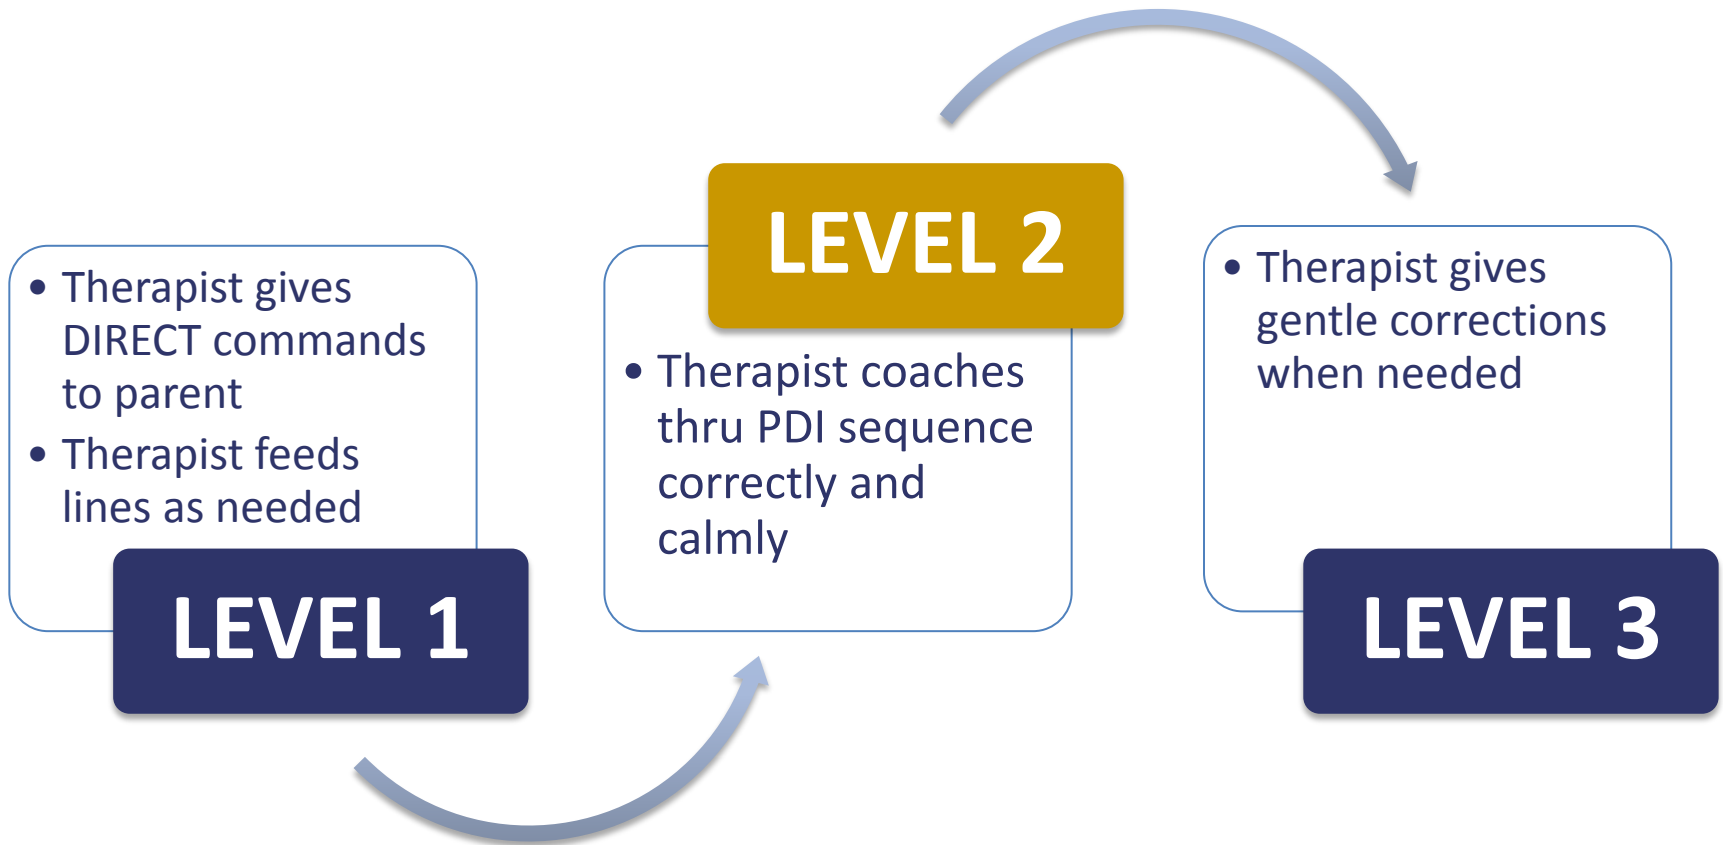 • Therapist gives
DIRECT commands
to parent
• Therapist feeds
lines as needed
LEVEL 1
LEVEL 2
• Therapist coaches
thru PDI sequence
correctly and
calmly
• Therapist gives
gentle corrections
when needed
LEVEL 3